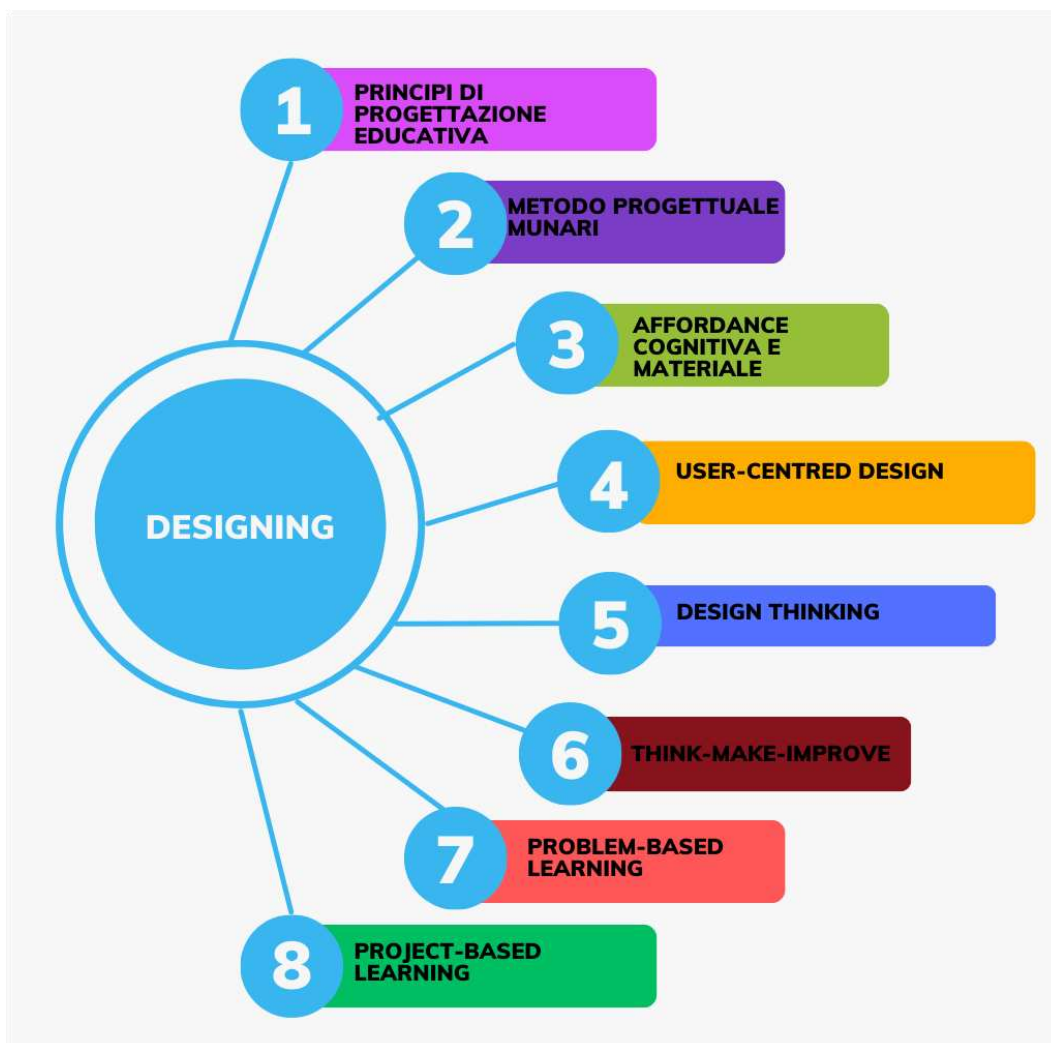 1
PRINCIPI DI
PROGETTAZIONE
EDUCATIVA
2
METODO PROGETTUALE
MUNARI
3
AFFORDANCE
COGNITIVA E
MATERIALE
4
USER-CENTRED DESIGN
DESIGNING
5
DESIGN THINKING
6
THINK-MAKE-IMPROVE
7
PROBLEM-BASED
LEARNING
8
PROJECT-BASED
LEARNING